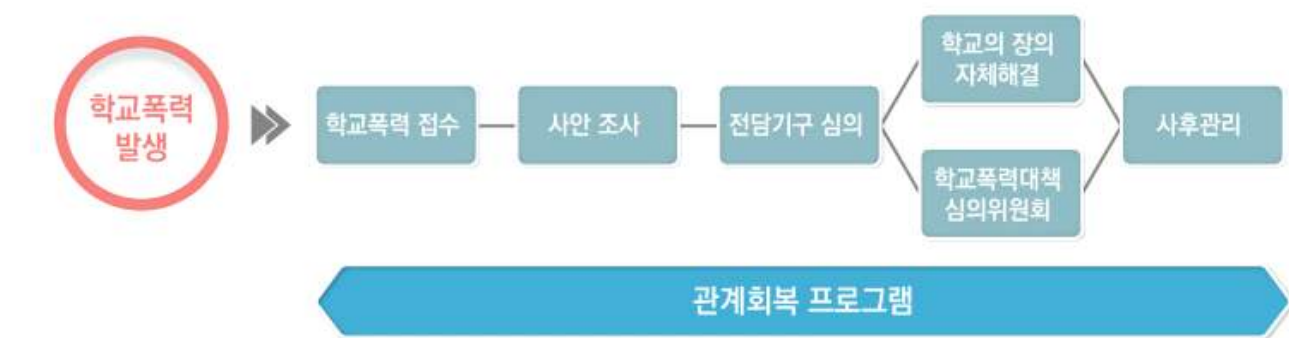 학교폭력
발생
학교폭력 접수
사안 조사
전담기구 심의
학교의 장의
자체해결
학교폭력대책
심의위원회
사후관리
관계회복 프로그램